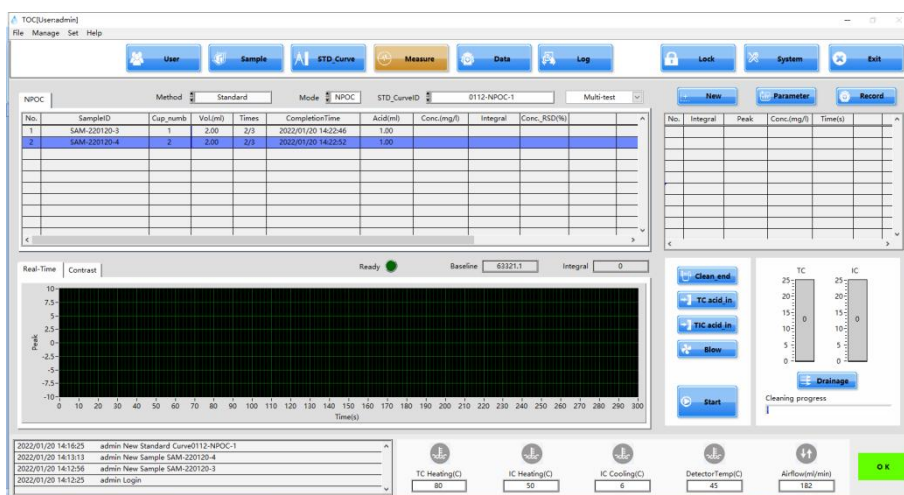 TOC[User:admin]
File Manage Set Help
User Sample STD_Curve Measure Data Log Lock System Exit
NPOC Method Standard Mode NPOC STD_CurveID 0112-NPOC-1 Multi-test New Parameter Record
No. SampleID Cup_numb Vol.(ml) Times CompletionTime Acid(ml) Conc.(mg/l) Integral Conc_RSD(%) No. Integral Peak Conc.(mg/l) Time(s)
1 SAM-220120-3 1 2.00 2/3 2022/01/20 14:22:46 1.00
2 SAM-220120-4 2 2.00 2/3 2022/01/20 14:22:52 1.00
Real-Time Contrast Ready Baseline 63321.1 Integral 0
Peak
10
7.5
5
2.5
0
-2.5
-5
-7.5
-10
0 10 20 30 40 50 60 70 80 90 100 110 120 130 140 150 160 170 180 190 200 210 220 230 240 250 260 270 280 290 300
Time(s)
Clean_end
TC acid_in
TIC acid_in
Blow
Start
TC IC
25 25
20 20
15 15
0 0
10 10
5 5
0 0
Drainage
Cleaning progress
2022/01/20 14:16:25 admin New Standard Curve0112-NPOC-1
2022/01/20 14:13:13 admin New Sample SAM-220120-4
2022/01/20 14:12:56 admin New Sample SAM-220120-3
2022/01/20 14:12:25 admin Login
TC Heating(C) IC Heating(C) IC Cooling(C) DetectorTemp(C) Airflow(ml/min)
80 50 6 45 182
OK